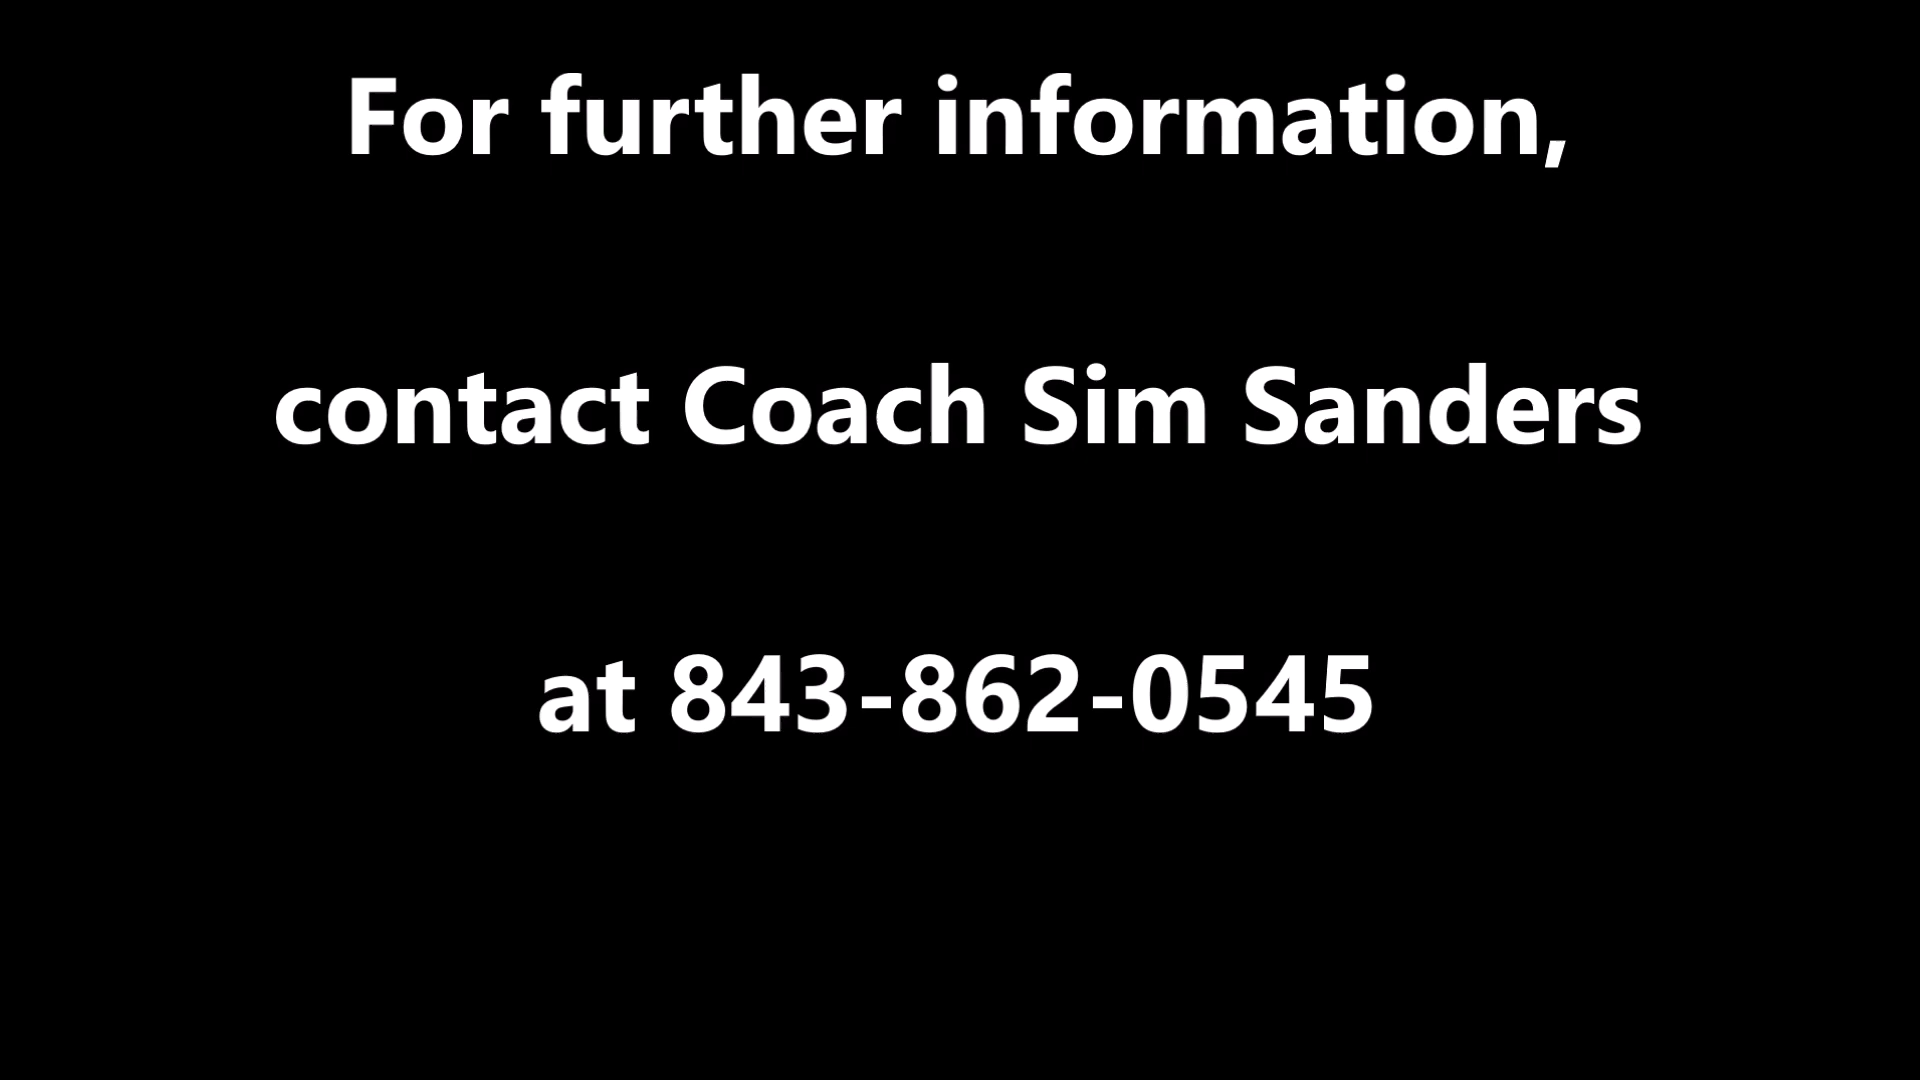 For further information,
contact Coach Sim Sanders
at 843-862-0545